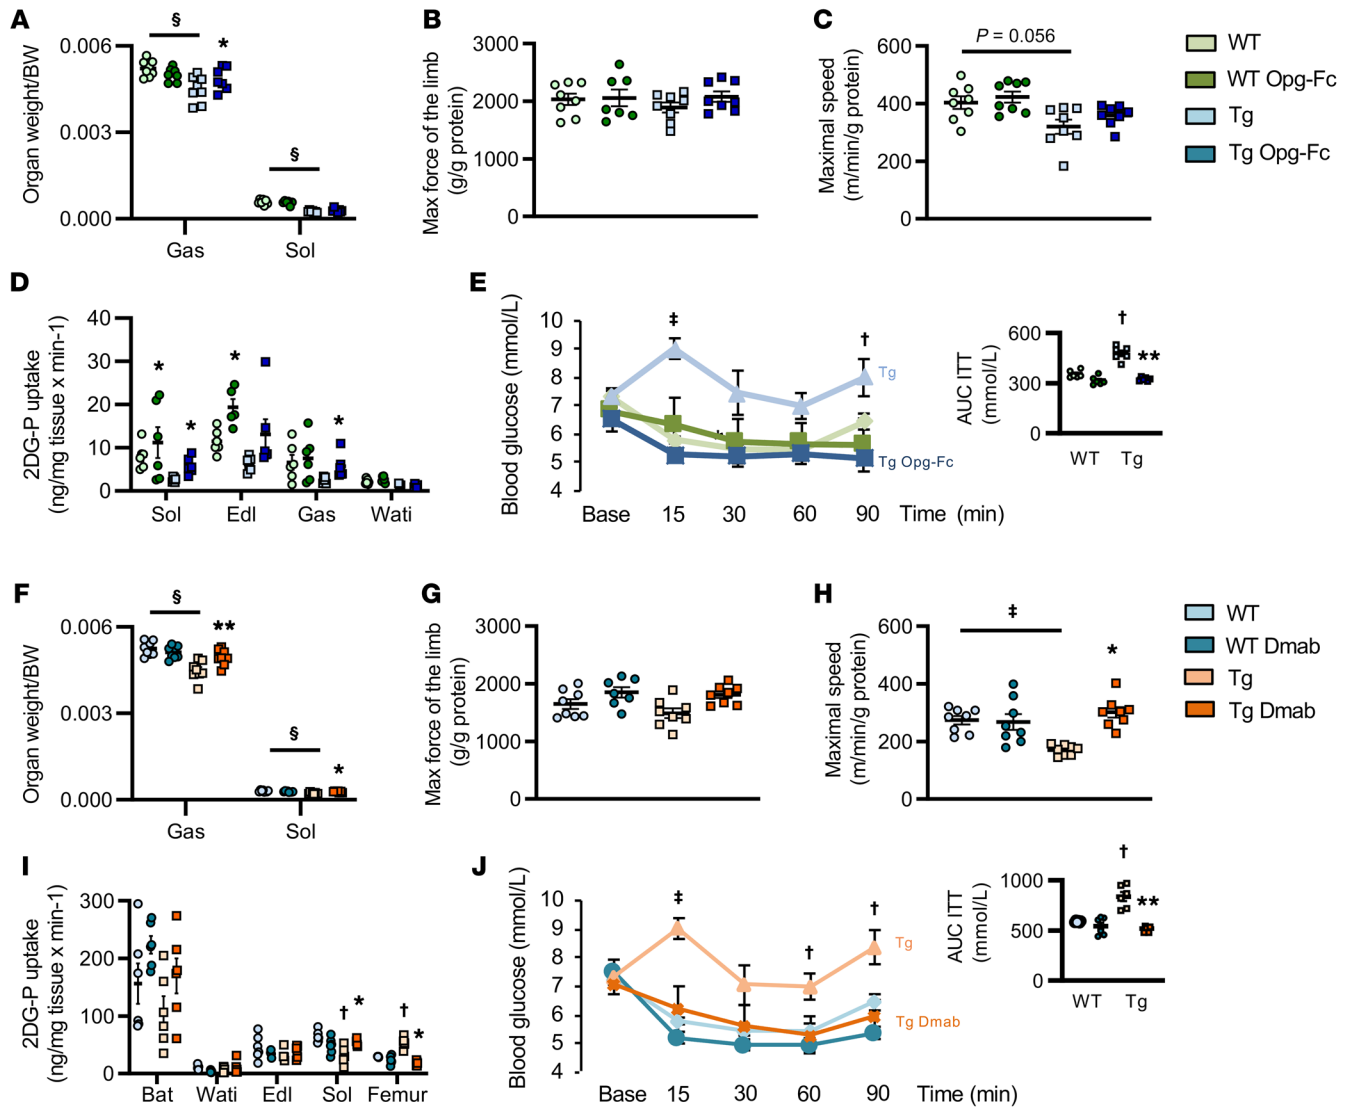 A
Organ weight/BW
0.006
0.003
0.000
§
*
§
Gas
Sol
B
Max force of the limb
(g/g protein)
3000
2000
1000
0
C
Maximal speed
(m/min/g protein)
600
400
200
0
P = 0.056
WT
WT Opg-Fc
Tg
Tg Opg-Fc
D
2DG-P uptake
(ng/mg tissue x min-1)
40
30
20
10
0
*
*
*
*
Sol
Edl
Gas
Wati
E
Blood glucose (mmol/L)
10
9
8
7
6
5
4
‡
†
Tg
Tg Opg-Fc
Base
15
30
60
90
Time (min)
AUC ITT
(mmol/L)
600
300
0
†
**
WT
Tg
F
Organ weight/BW
0.006
0.003
0.000
§
**
§
*
Gas
Sol
G
Max force of the limb
(g/g protein)
3000
2000
1000
0
H
Maximal speed
(m/min/g protein)
600
400
200
0
‡
*
WT
WT Dmab
Tg
Tg Dmab
I
2DG-P uptake
(ng/mg tissue x min-1)
300
200
100
0
†
*
†
*
Bat
Wati
Edl
Sol
Femur
J
Blood glucose (mmol/L)
10
9
8
7
6
5
4
‡
†
†
Tg
Tg Dmab
Base
15
30
60
90
Time (min)
AUC ITT
(mmol/L)
1000
500
0
†
**
WT
Tg